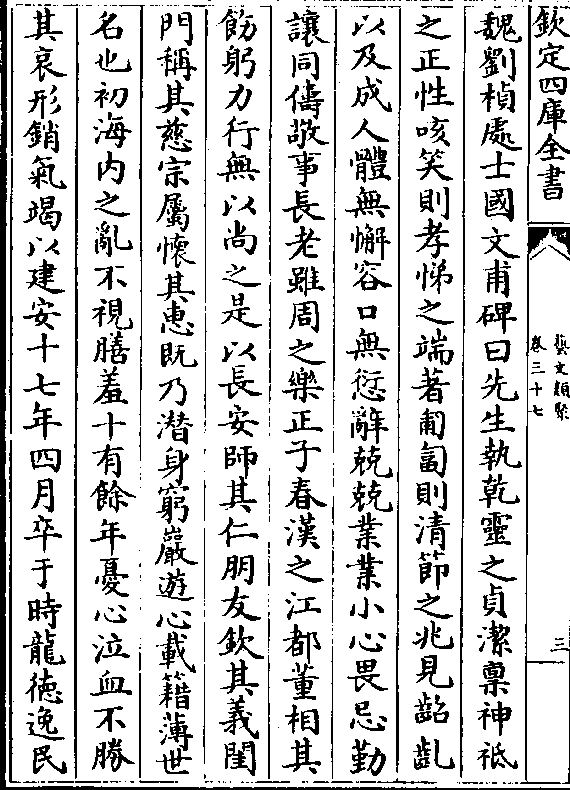 欽定四庫全書
藝文類聚
卷三十七
三
魏劉楨處士國文甫碑曰先生執乾靈之貞潔稟神祇
之正性咳笑則孝悌之端著匍匐則清節之兆見齠齔
以及成人體無懈容口無愆辭兢兢業業小心畏忌勤
讓同儔敬事長老雖周之樂正子春漢之江都董相其
飭躬力行無以尚之是以長安師其仁朋友欽其義閨
門稱其慈宗屬懷其惠既乃潛身窮巖遊心載籍薄世
名也初海內之亂不視膳羞十有餘年憂心泣血不勝
其哀形銷氣竭以建安十七年四月卒于時龍德逸民